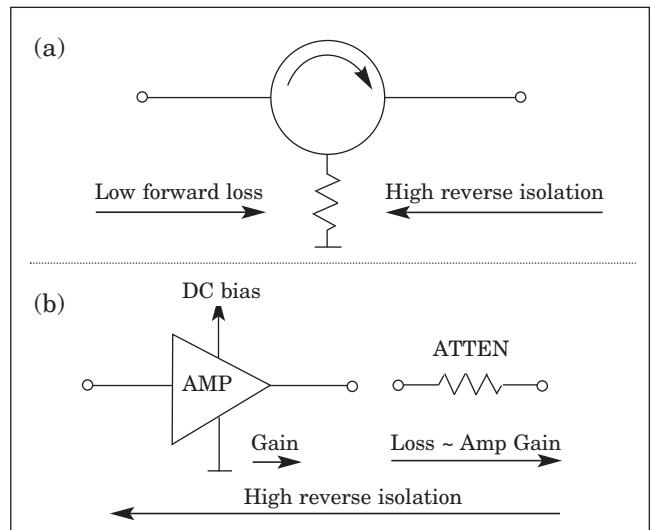 (a)
Low forward loss
High reverse isolation
(b)
DC bias
AMP
ATTEN
Gain
Loss ~ Amp Gain
High reverse isolation